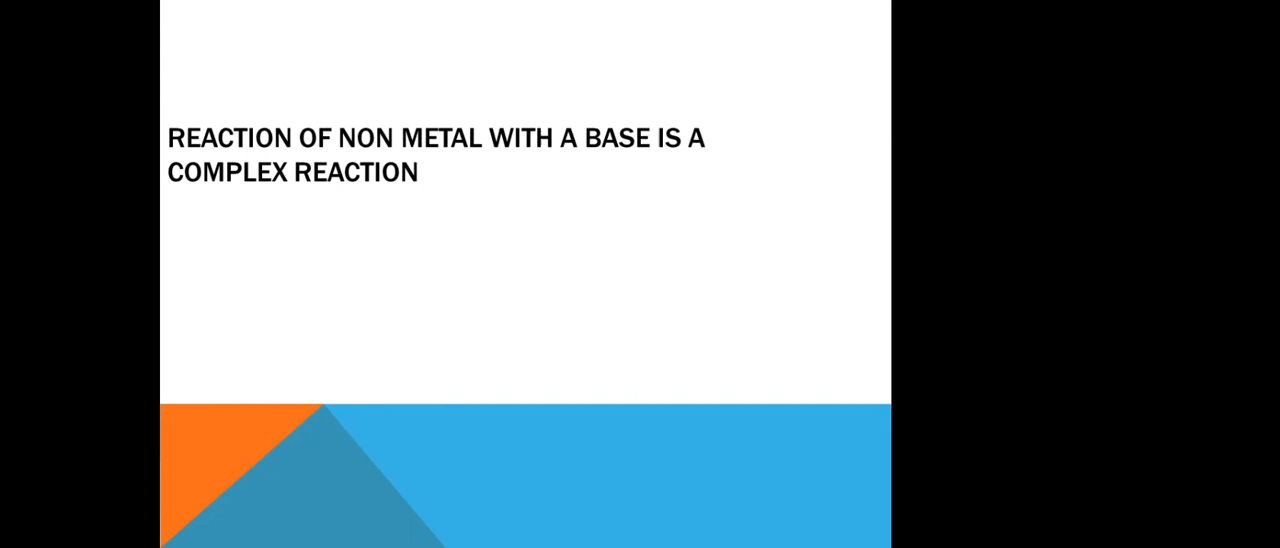 REACTION OF NON METAL WITH A BASE IS A
COMPLEX REACTION